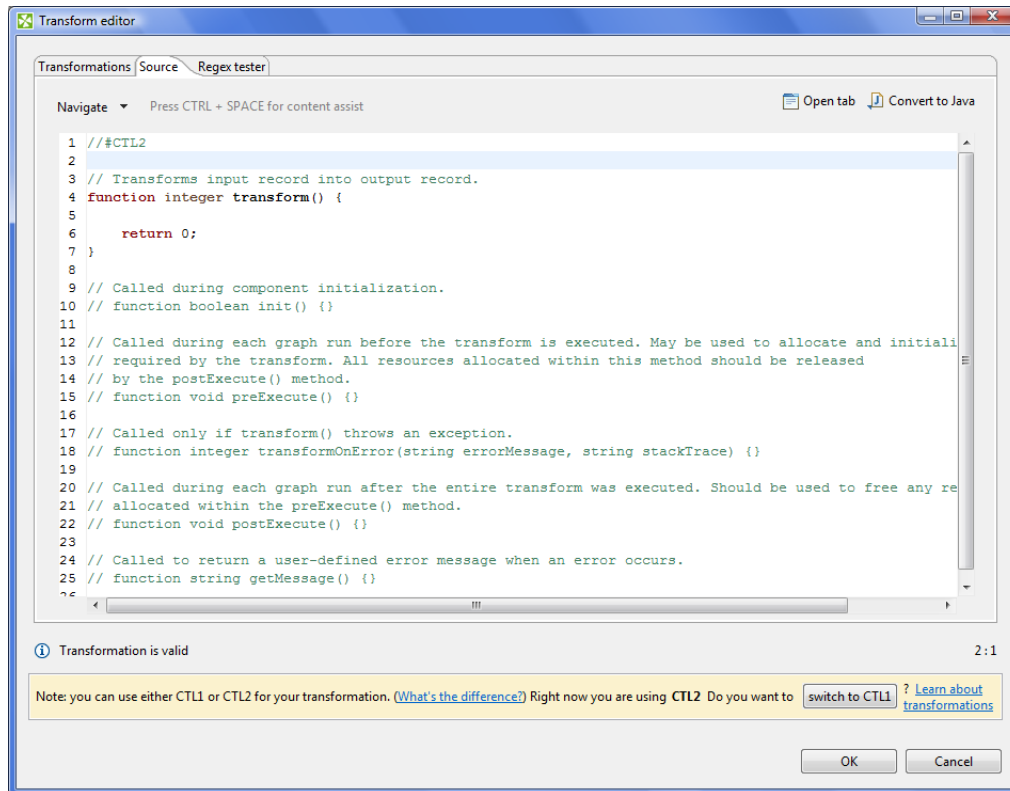 Transform editor
Transformations Source Regex tester
Navigate Press CTRL + SPACE for content assist Open tab Convert to Java
1 //#CTL2
2
3 // Transforms input record into output record.
4 function integer transform() {
5
6 return 0;
7 }
8
9 // Called during component initialization.
10 // function boolean init() {}
11
12 // Called during each graph run before the transform is executed. May be used to allocate and initiali
13 // required by the transform. All resources allocated within this method should be released
14 // by the postExecute() method.
15 // function void preExecute() {}
16
17 // Called only if transform() throws an exception.
18 // function integer transformOnError(string errorMessage, string stackTrace) {}
19
20 // Called during each graph run after the entire transform was executed. Should be used to free any re
21 // allocated within the preExecute() method.
22 // function void postExecute() {}
23
24 // Called to return a user-defined error message when an error occurs.
25 // function string getMessage() {}
26
Transformation is valid 2:1
Note: you can use either CTL1 or CTL2 for your transformation. (What's the difference?) Right now you are using CTL2 Do you want to switch to CTL1 ? Learn about
transformations
OK Cancel